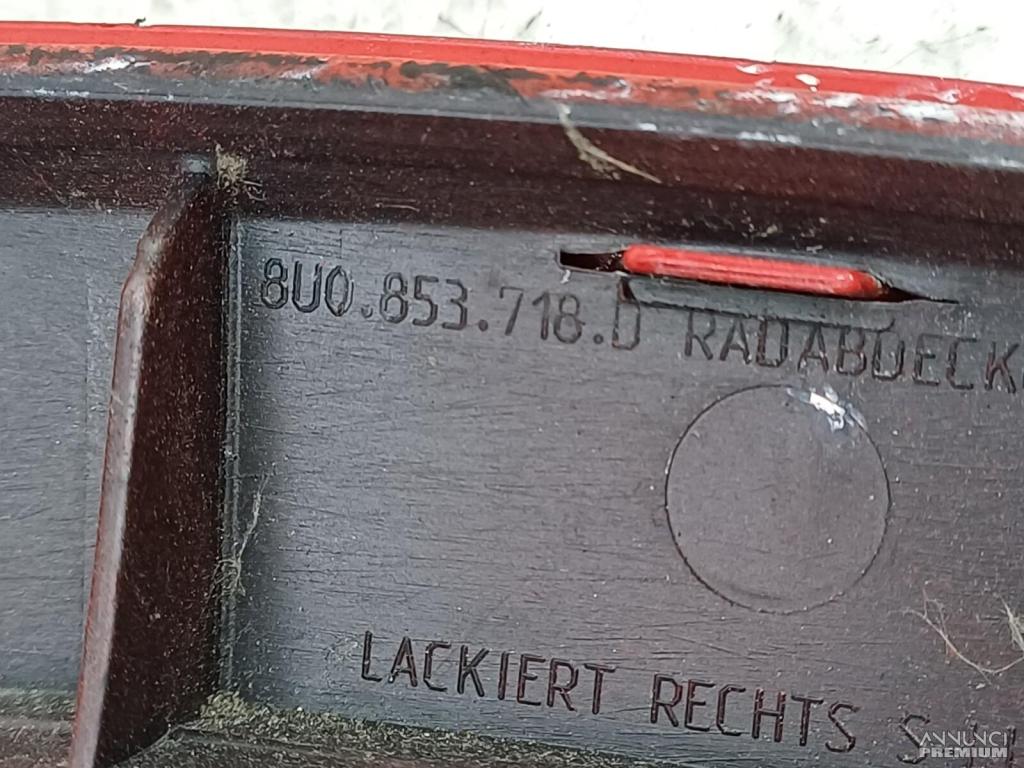 8U0.853.718.D RADABDECK
LACKIERT RECHTS
ANNUNCI
PREMIUM